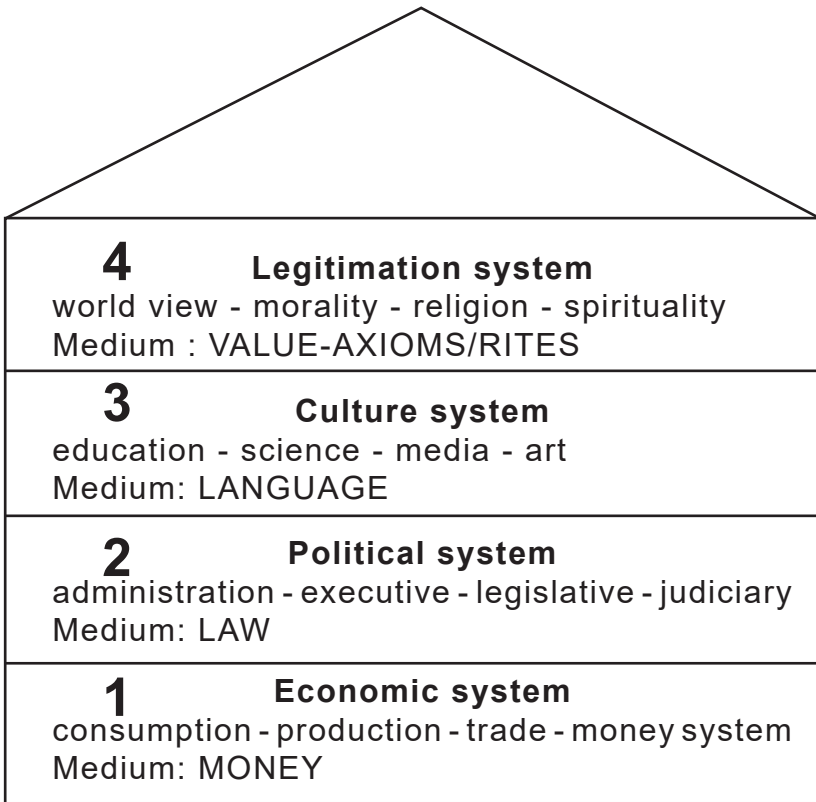 4 Legitimation system
world view - morality - religion - spirituality
Medium : VALUE-AXIOMS/RITES
3 Culture system
education - science - media - art
Medium: LANGUAGE
2 Political system
administration - executive - legislative - judiciary
Medium: LAW
1 Economic system
consumption - production - trade - money system
Medium: MONEY